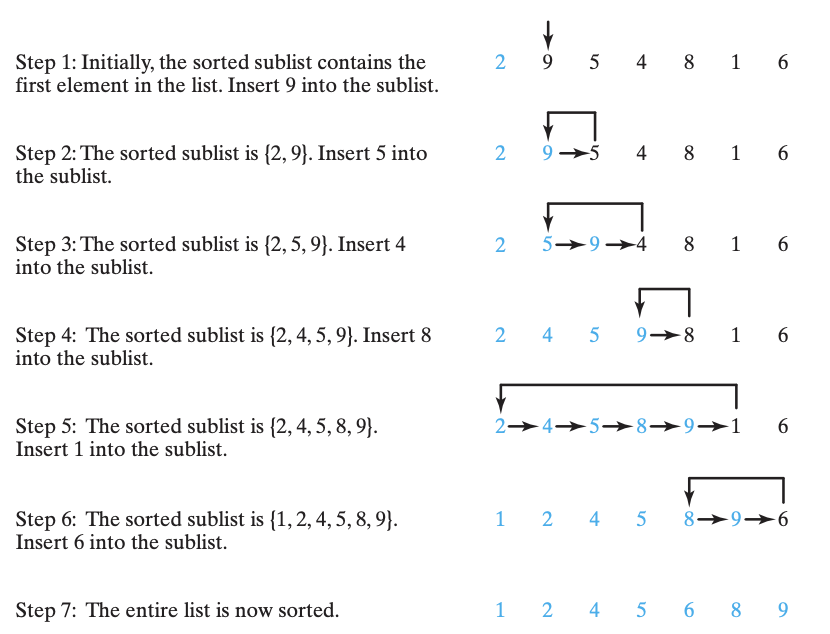 Step 1: Initially, the sorted sublist contains the 2 9 5 4 8 1 6
first element in the list. Insert 9 into the sublist.
Step 2: The sorted sublist is {2, 9}. Insert 5 into 2 9 5 4 8 1 6
the sublist.
Step 3: The sorted sublist is {2, 5, 9}. Insert 4 2 5 9 4 8 1 6
into the sublist.
Step 4: The sorted sublist is {2, 4, 5, 9}. Insert 8 2 4 5 9 8 1 6
into the sublist.
Step 5: The sorted sublist is {2, 4, 5, 8, 9}. 2 4 5 8 9 1 6
Insert 1 into the sublist.
Step 6: The sorted sublist is {1, 2, 4, 5, 8, 9}. 1 2 4 5 8 9 6
Insert 6 into the sublist.
Step 7: The entire list is now sorted. 1 2 4 5 6 8 9